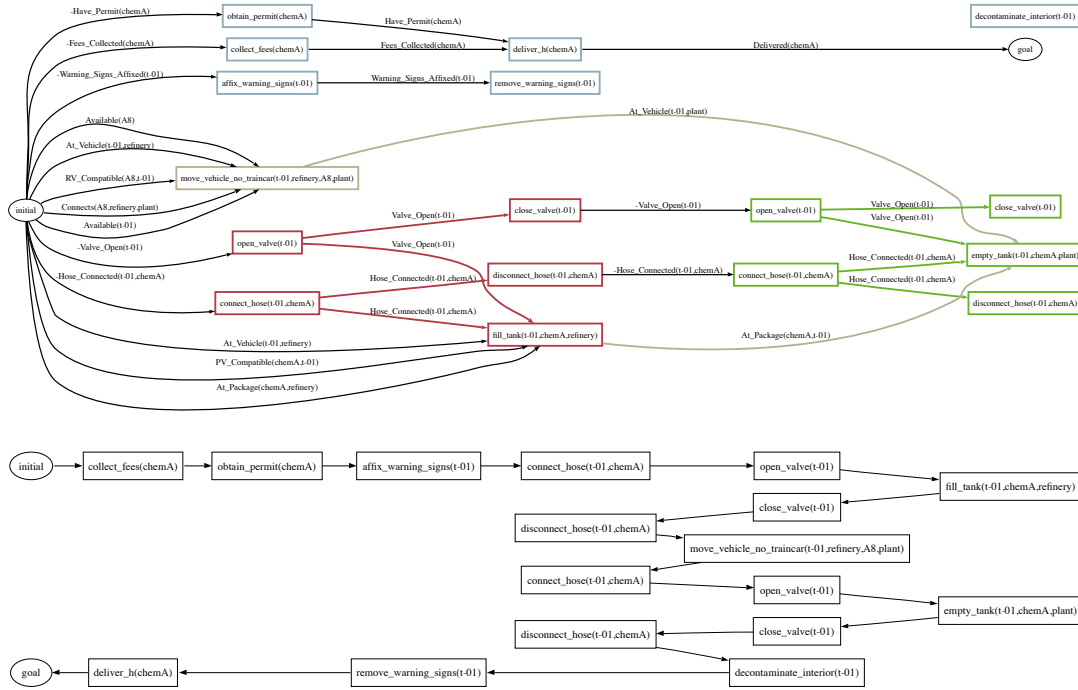 -Have_Permit(chemA)
obtain_permit(chemA)
Have_Permit(chemA)
decontaminate_interior(t-01)
-Fees_Collected(chemA)
collect_fees(chemA)
Fees_Collected(chemA)
deliver_h(chemA)
Delivered(chemA)
goal
-Warning_Signs_Affixed(t-01)
affix_warning_signs(t-01)
Warning_Signs_Affixed(t-01)
remove_warning_signs(t-01)
Available(A8)
At_Vehicle(t-01,plant)
At_Vehicle(t-01,refinery)
RV_Compatible(A8,t-01)
move_vehicle_no_traincar(t-01,refinery,A8,plant)
initial
Connects(A8,refinery,plant)
Available(t-01)
-Valve_Open(t-01)
open_valve(t-01)
Valve_Open(t-01)
Valve_Open(t-01)
close_valve(t-01)
-Valve_Open(t-01)
open_valve(t-01)
Valve_Open(t-01)
Valve_Open(t-01)
close_valve(t-01)
empty_tank(t-01,chemA,plant)
-Hose_Connected(t-01,chemA)
connect_hose(t-01,chemA)
Hose_Connected(t-01,chemA)
Hose_Connected(t-01,chemA)
disconnect_hose(t-01,chemA)
-Hose_Connected(t-01,chemA)
connect_hose(t-01,chemA)
Hose_Connected(t-01,chemA)
Hose_Connected(t-01,chemA)
disconnect_hose(t-01,chemA)
At_Vehicle(t-01,refinery)
fill_tank(t-01,chemA,refinery)
At_Package(chemA,t-01)
PV_Compatible(chemA,t-01)
At_Package(chemA,refinery)
initial
collect_fees(chemA)
obtain_permit(chemA)
affix_warning_signs(t-01)
connect_hose(t-01,chemA)
open_valve(t-01)
fill_tank(t-01,chemA,refinery)
close_valve(t-01)
disconnect_hose(t-01,chemA)
move_vehicle_no_traincar(t-01,refinery,A8,plant)
connect_hose(t-01,chemA)
open_valve(t-01)
empty_tank(t-01,chemA,plant)
close_valve(t-01)
disconnect_hose(t-01,chemA)
decontaminate_interior(t-01)
remove_warning_signs(t-01)
deliver_h(chemA)
goal